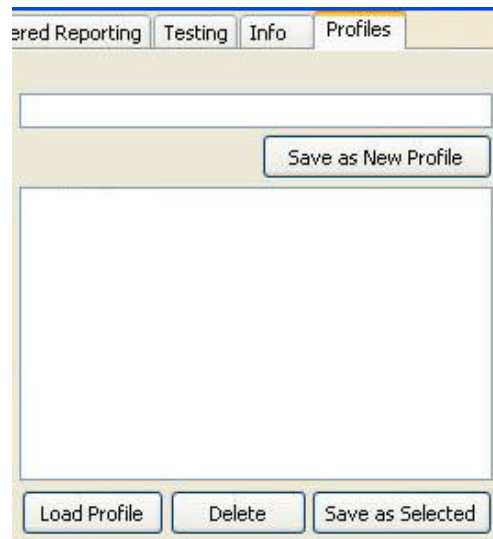 ered Reporting Testing Info Profiles
Save as New Profile
Load Profile Delete Save as Selected